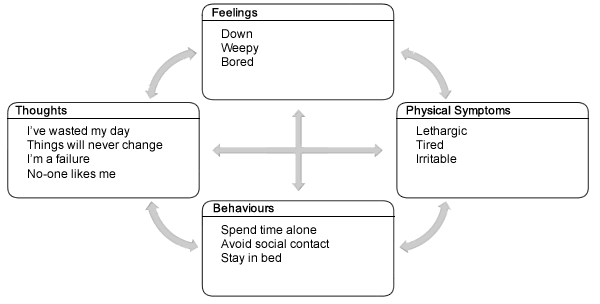 Feelings
Down
Weepy
Bored
Thoughts
I've wasted my day
Things will never change
I'm a failure
No-one likes me
Physical Symptoms
Lethargic
Tired
Irritable
Behaviours
Spend time alone
Avoid social contact
Stay in bed